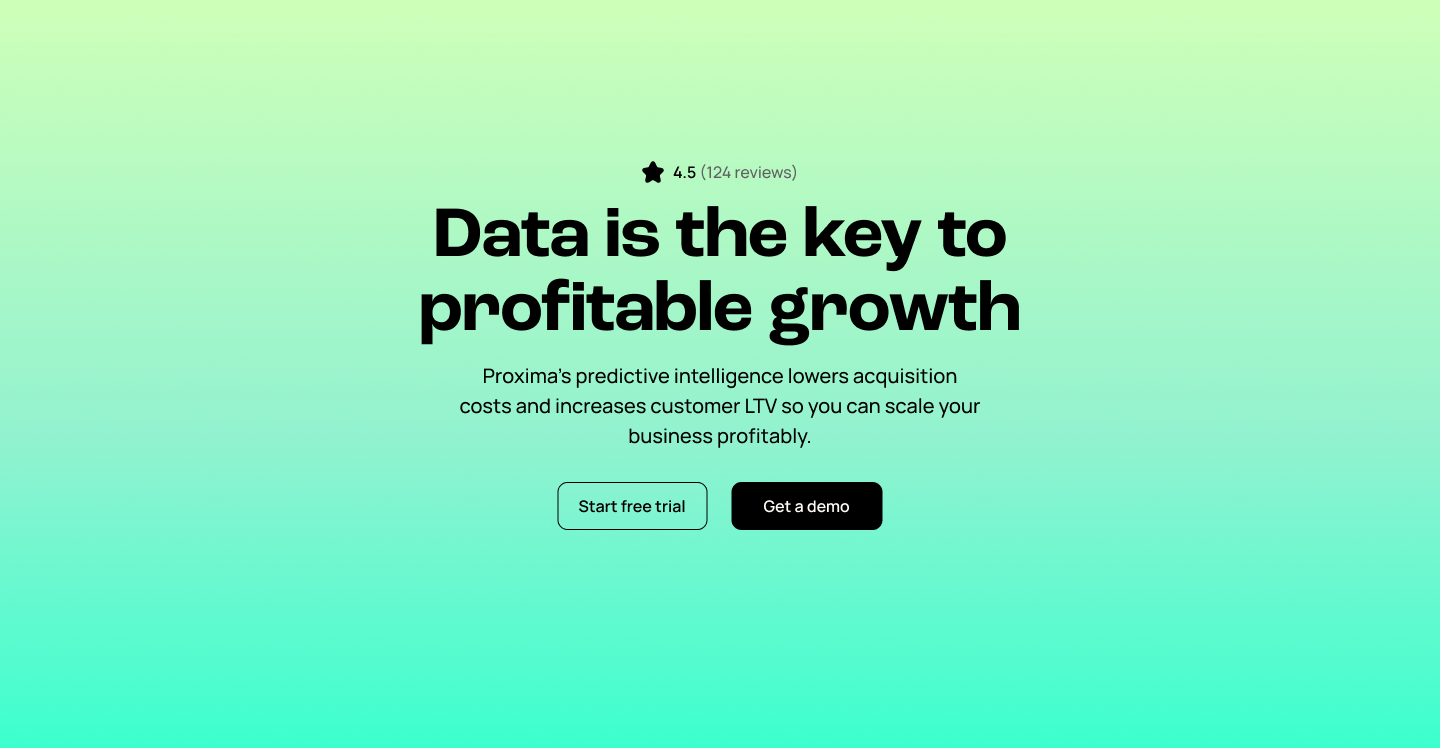 4.5 (124 reviews)
Data is the key to
profitable growth
Proxima's predictive intelligence lowers acquisition
costs and increases customer LTV so you can scale your
business profitably.
Start free trial
Get a demo